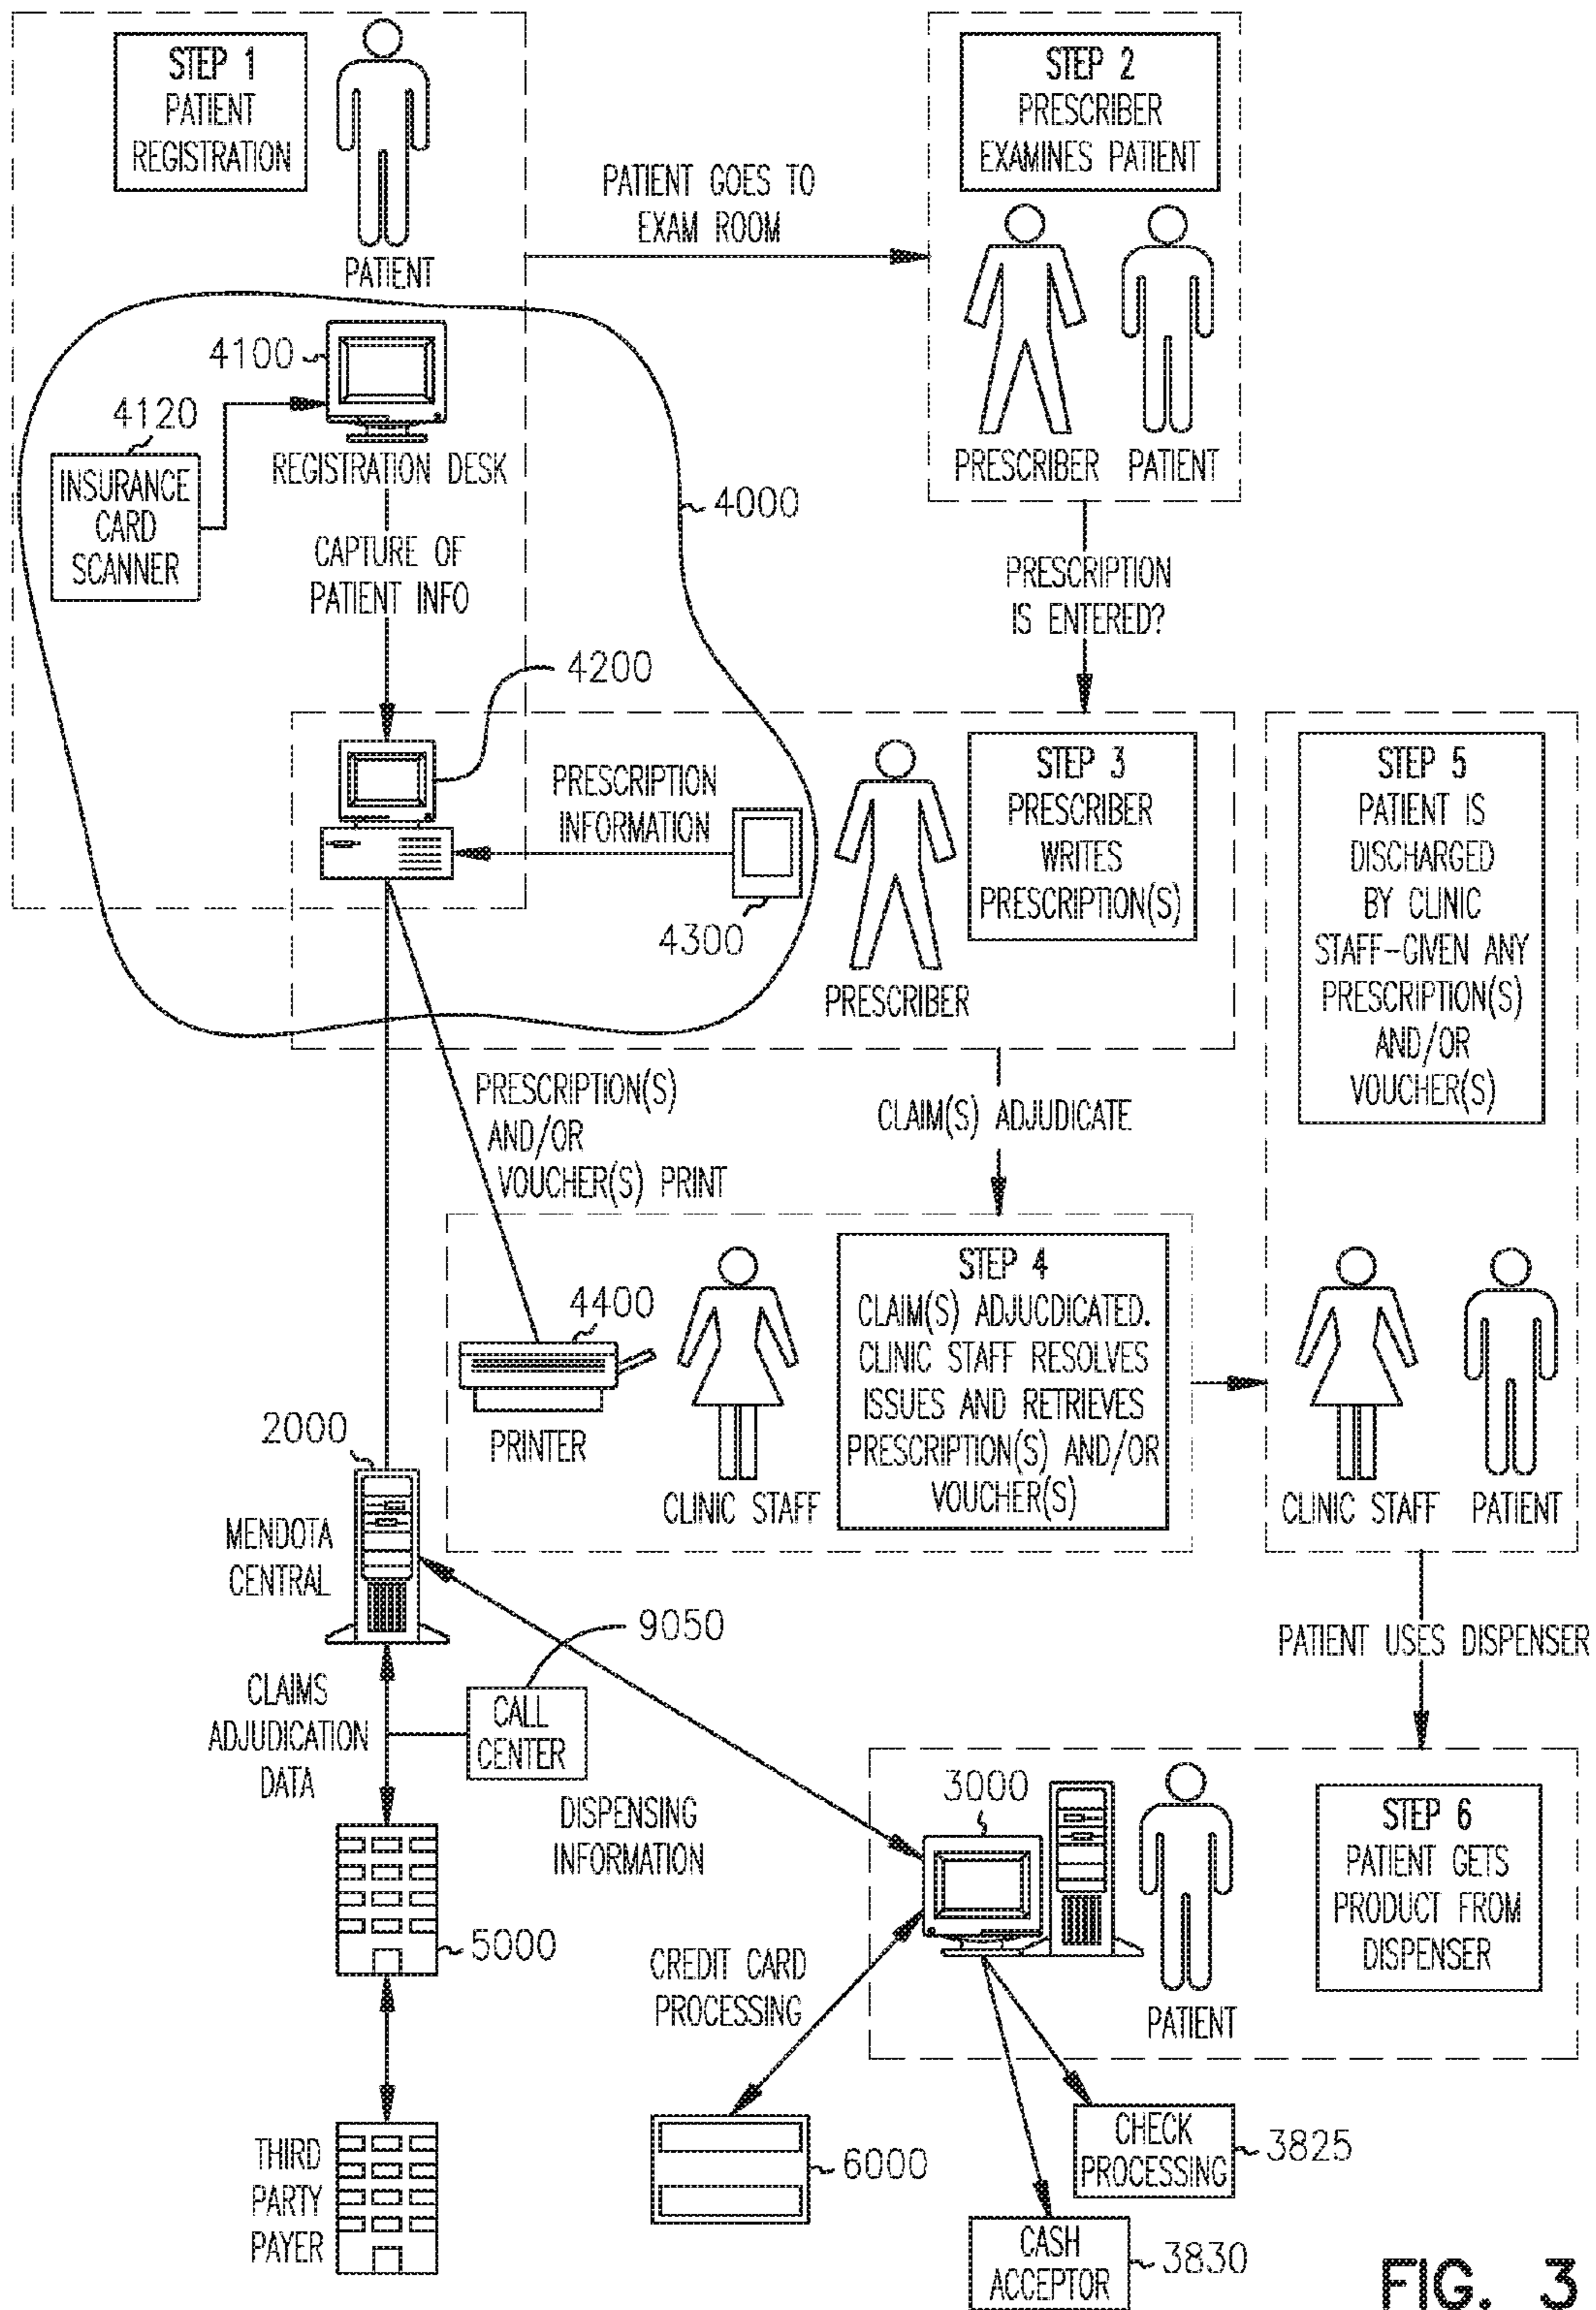 STEP 1
PATIENT
REGISTRATION
PATIENT
PATIENT GOES TO
EXAM ROOM
STEP 2
PRESCRIBER
EXAMINES PATIENT
PRESCRIBER
PATIENT
4100
4120
INSURANCE
CARD
SCANNER
REGISTRATION DESK
4000
CAPTURE OF
PATIENT INFO
PRESCRIPTION
IS ENTERED?
4200
PRESCRIPTION
INFORMATION
4300
PRESCRIBER
STEP 3
PRESCRIBER
WRITES
PRESCRIPTION(S)
STEP 5
PATIENT IS
DISCHARGED
BY CLINIC
STAFF-GIVEN ANY
PRESCRIPTION(S)
AND/OR
VOUCHER(S)
PRESCRIPTION(S)
AND/OR
VOUCHER(S) PRINT
CLAIM(S) ADJUDICATE
4400
PRINTER
CLINIC STAFF
STEP 4
CLAIM(S) ADJUCDICATED.
CLINIC STAFF RESOLVES
ISSUES AND RETRIEVES
PRESCRIPTION(S) AND/OR
VOUCHER(S)
CLINIC STAFF
PATIENT
2000
MENDOTA
CENTRAL
9050
CALL
CENTER
PATIENT USES DISPENSER
CLAIMS
ADJUDICATION
DATA
DISPENSING
INFORMATION
3000
PATIENT
STEP 6
PATIENT GETS
PRODUCT FROM
DISPENSER
5000
CREDIT CARD
PROCESSING
THIRD
PARTY
PAYER
6000
CHECK
PROCESSING
3825
CASH
ACCEPTOR
3830
FIG. 3